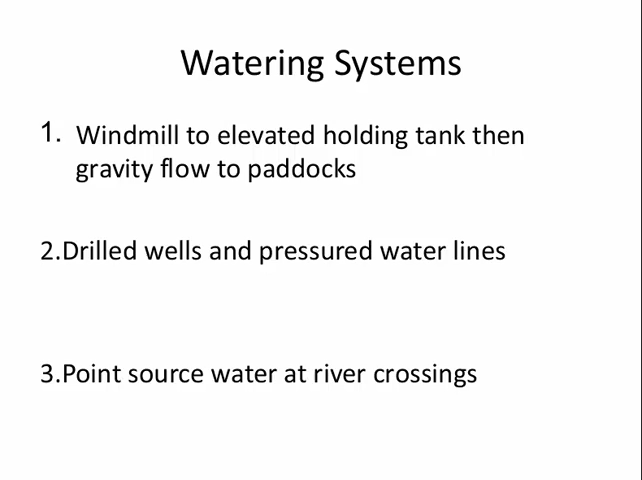 Watering Systems
1. Windmill to elevated holding tank then
gravity flow to paddocks
2.Drilled wells and pressured water lines
3.Point source water at river crossings